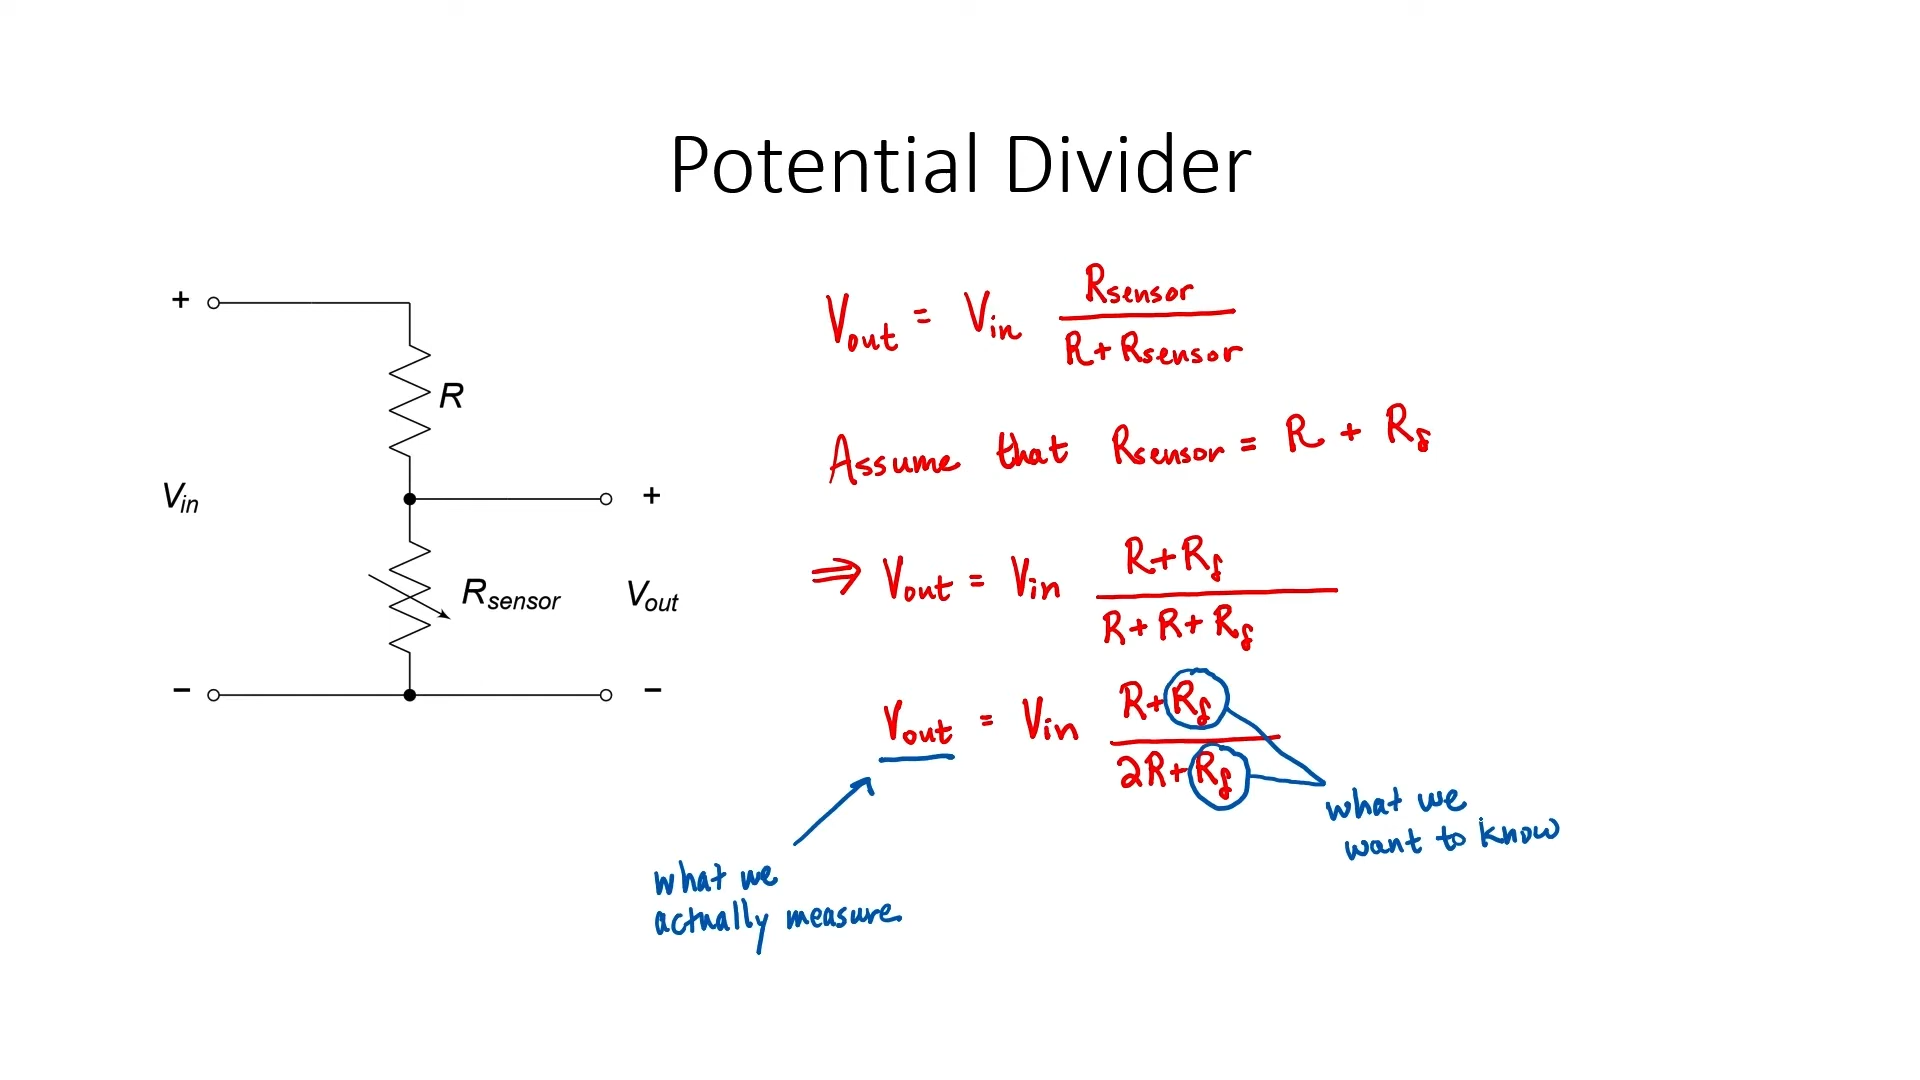 Potential Divider
+
R
Vin
+
Rsensor
Vout
−
−
Vout = Vin Rsensor / R + Rsensor
Assume that Rsensor = R + Rδ
⇒ Vout = Vin R + Rδ / R + R + Rδ
Vout = Vin R + Rδ / 2R + Rδ
what we
want to know
what we
actually measure